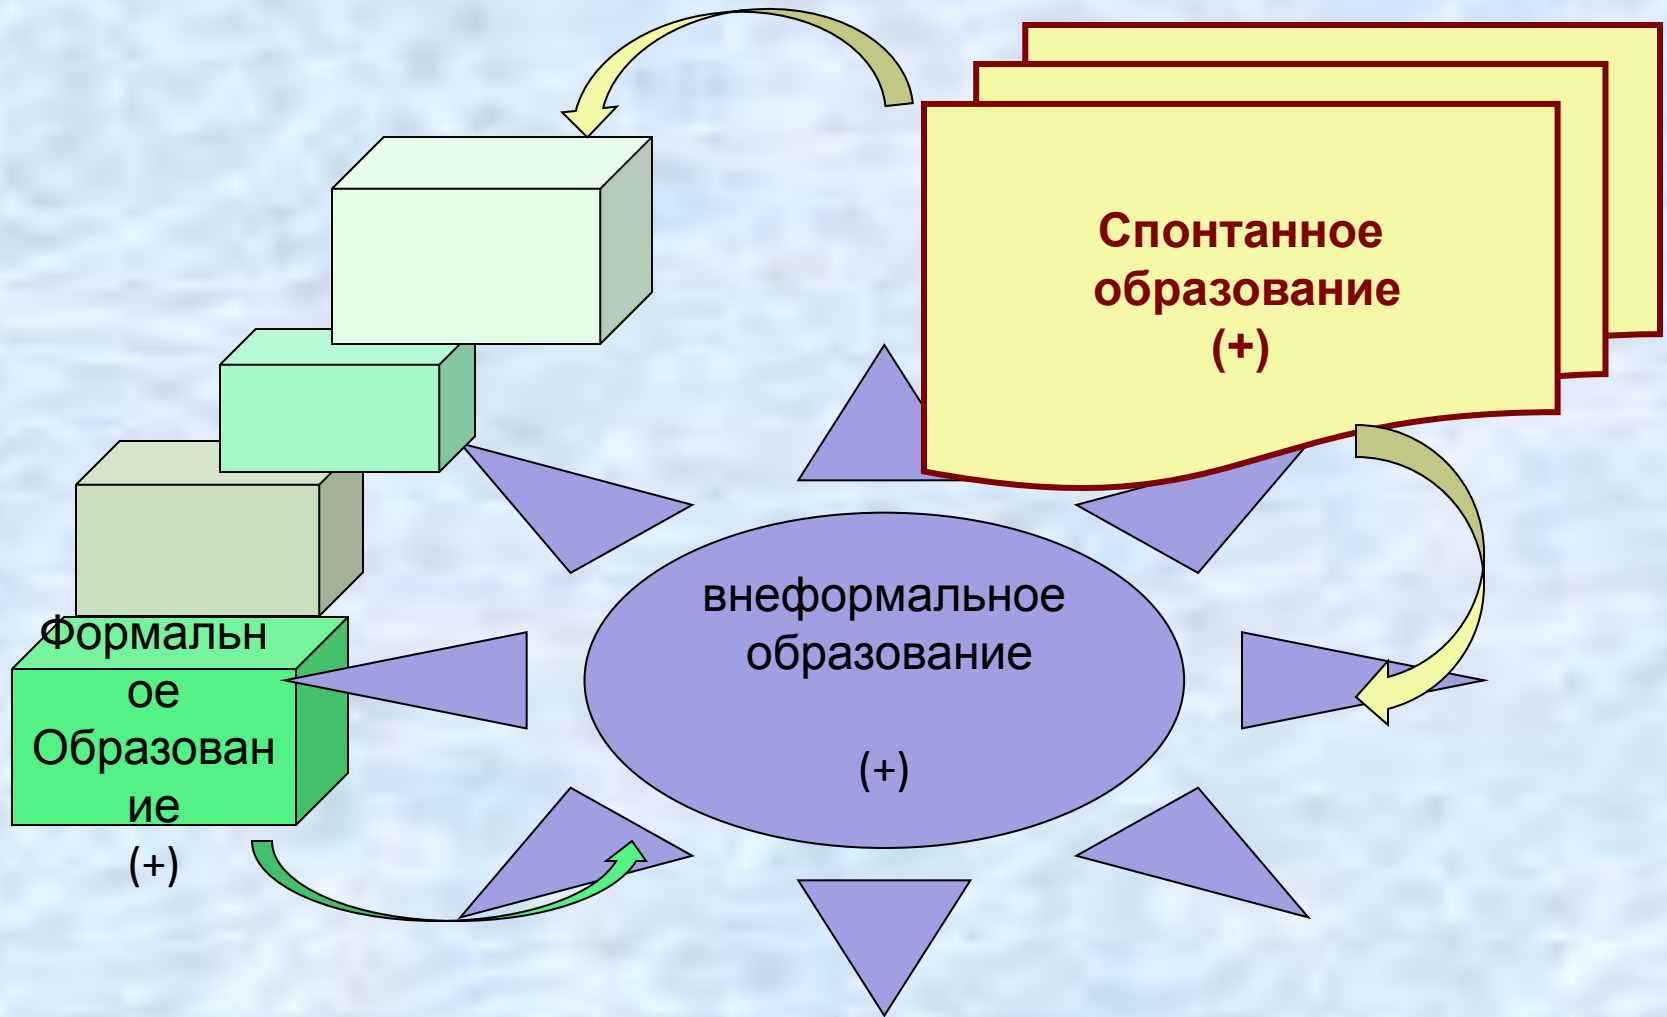 Спонтанное
образование
(+)
внеформальное
образование
(+)
Формальн
ое
Образован
ие
(+)